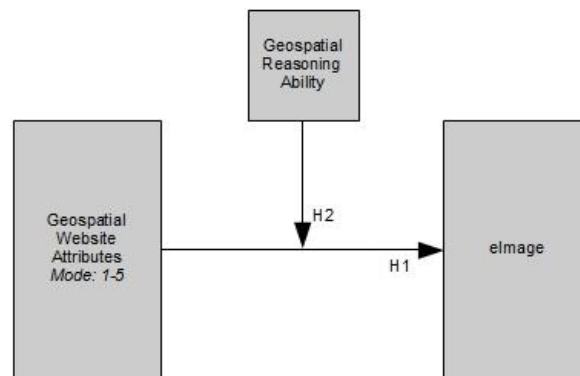 Geospatial
Reasoning
Ability
H2
Geospatial
Website
Attributes
Mode: 1-5
H1
eImage